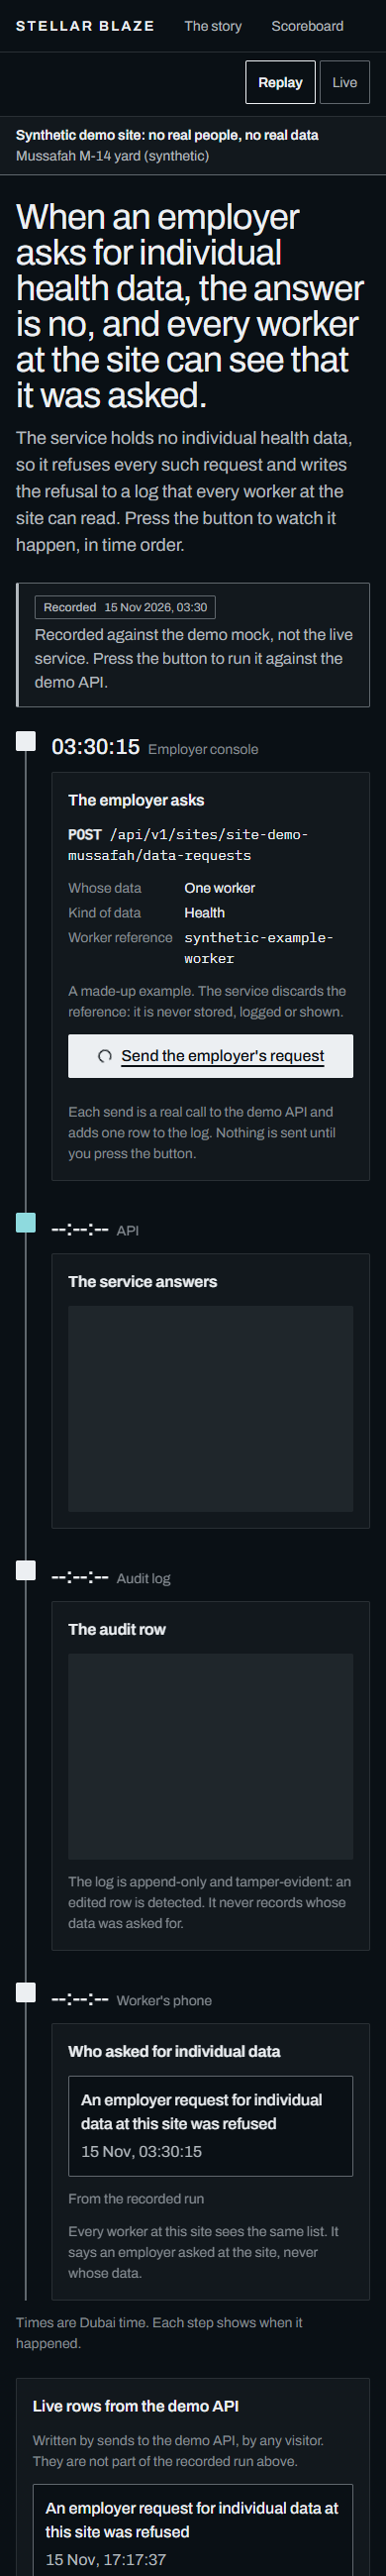 STELLAR BLAZE The story Scoreboard
Replay Live
Synthetic demo site: no real people, no real data
Mussafah M-14 yard (synthetic)
When an employer
asks for individual
health data, the answer
is no, and every worker
at the site can see that
it was asked.
The service holds no individual health data,
so it refuses every such request and writes
the refusal to a log that every worker at the
site can read. Press the button to watch it
happen, in time order.
Recorded 15 Nov 2026, 03:30
Recorded against the demo mock, not the live
service. Press the button to run it against the
demo API.
03:30:15 Employer console
The employer asks
POST /api/v1/sites/site-demo-
mussafah/data-requests
Whose data One worker
Kind of data Health
Worker reference synthetic-example-
worker
A made-up example. The service discards the
reference: it is never stored, logged or shown.
Send the employer's request
Each send is a real call to the demo API and
adds one row to the log. Nothing is sent until
you press the button.
--:--:-- API
The service answers
--:--:-- Audit log
The audit row
The log is append-only and tamper-evident: an
edited row is detected. It never records whose
data was asked for.
--:--:-- Worker's phone
Who asked for individual data
An employer request for individual
data at this site was refused
15 Nov, 03:30:15
From the recorded run
Every worker at this site sees the same list. It
says an employer asked at the site, never
whose data.
Times are Dubai time. Each step shows when it
happened.
Live rows from the demo API
Written by sends to the demo API, by any visitor.
They are not part of the recorded run above.
An employer request for individual data at
this site was refused
15 Nov, 17:17:37